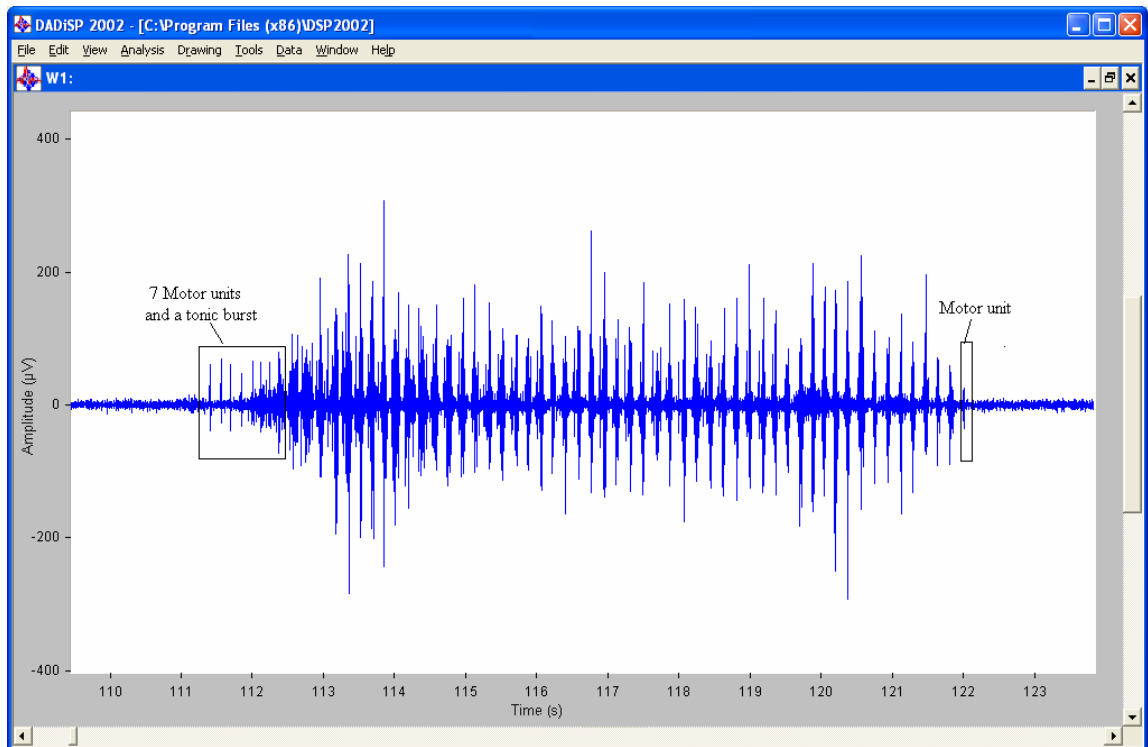 DADiSP 2002 - [C:\Program Files (x86)\DSP2002]
File Edit View Analysis Drawing Tools Data Window Help
W1:
400
200
0
-200
-400
Amplitude (µV)
7 Motor units
and a tonic burst
Motor unit
110 111 112 113 114 115 116 117 118 119 120 121 122 123
Time (s)